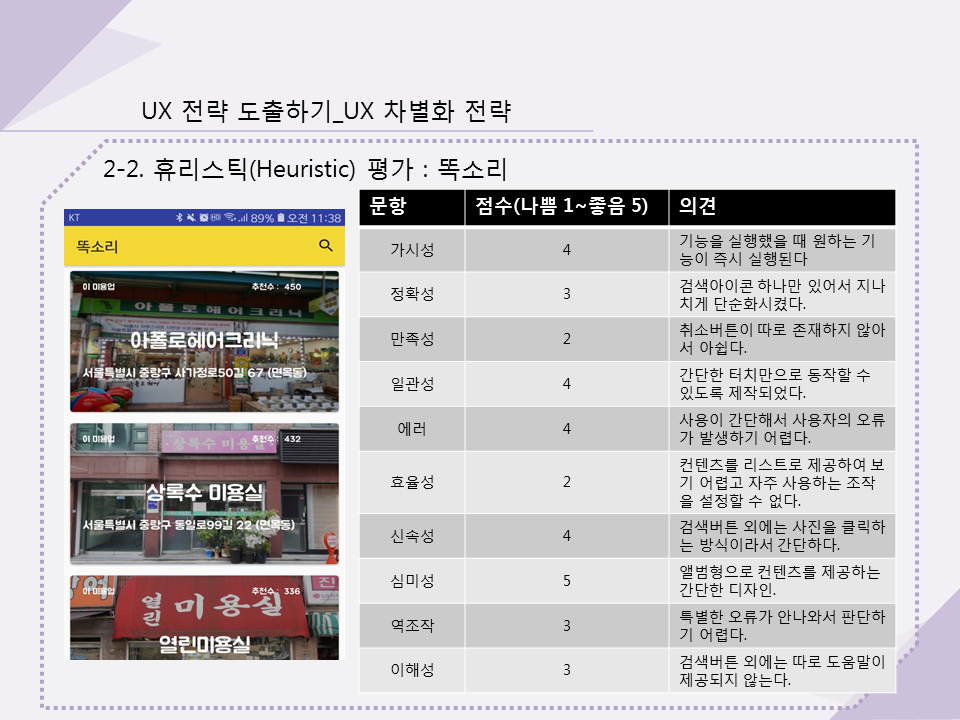 UX 전략 도출하기_UX 차별화 전략
2-2. 휴리스틱(Heuristic) 평가 : 똑소리
KT 89% 오전 11:38
똑소리
이 미용업 추천수 : 450
아폴로헤어크리닉
아폴로헤어크리닉
서울특별시 중랑구 사가정로50길 67 (면목동)
이 미용업 추천수 : 432
상록수 미용실
상록수 미용실
서울특별시 중랑구 동일로99길 22 (면목동)
이 미용업 추천수 : 336
열린 미용실
열린미용실
문항 점수(나쁨 1~좋음 5) 의견
가시성 4 기능을 실행했을 때 원하는 기
능이 즉시 실행된다
정확성 3 검색아이콘 하나만 있어서 지나
치게 단순화시켰다.
만족성 2 취소버튼이 따로 존재하지 않아
서 아쉽다.
일관성 4 간단한 터치만으로 동작할 수
있도록 제작되었다.
에러 4 사용이 간단해서 사용자의 오류
가 발생하기 어렵다.
효율성 2 컨텐츠를 리스트로 제공하여 보
기 어렵고 자주 사용하는 조작
을 설정할 수 없다.
신속성 4 검색버튼 외에는 사진을 클릭하
는 방식이라서 간단하다.
심미성 5 앨범형으로 컨텐츠를 제공하는
간단한 디자인.
역조작 3 특별한 오류가 안나와서 판단하
기 어렵다.
이해성 3 검색버튼 외에는 따로 도움말이
제공되지 않는다.